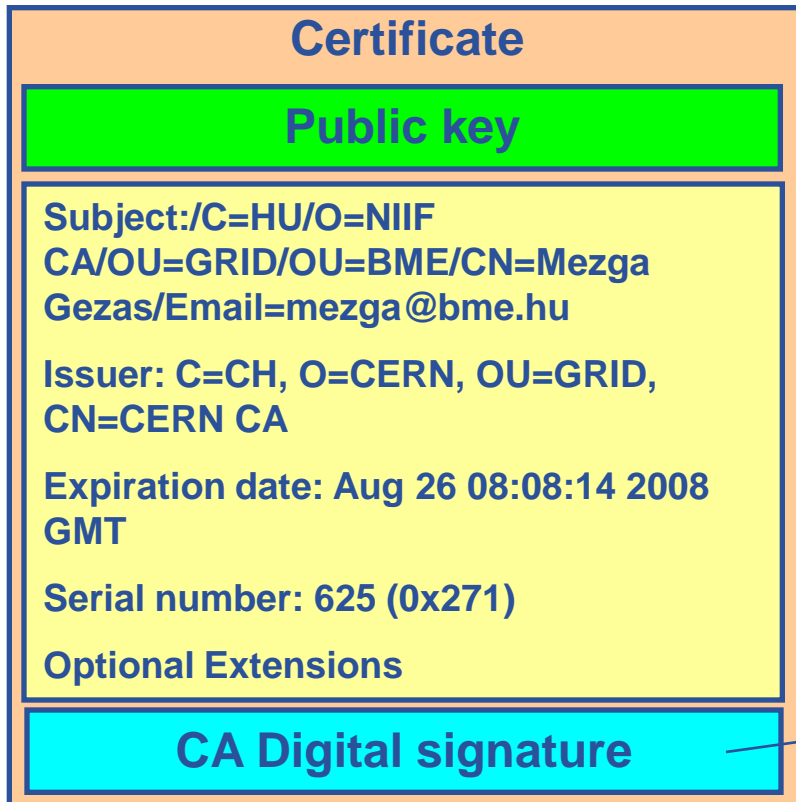 Certificate
Public key
Subject:/C=HU/O=NIIF
CA/OU=GRID/OU=BME/CN=Mezga
Gezas/Email=mezga@bme.hu
Issuer: C=CH, O=CERN, OU=GRID,
CN=CERN CA
Expiration date: Aug 26 08:08:14 2008
GMT
Serial number: 625 (0x271)
Optional Extensions
CA Digital signature